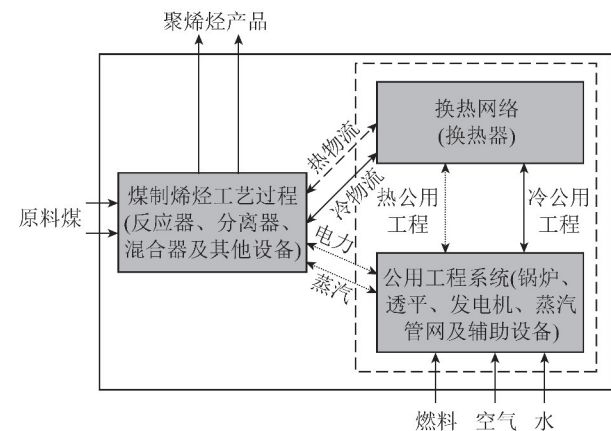 聚烯烃产品
换热网络
(换热器)
热物流
冷物流
煤制烯烃工艺过程
(反应器、分离器、
混合器及其他设备)
原料煤
热公用
工程
冷公用
工程
电力
蒸汽
公用工程系统(锅炉、
透平、发电机、蒸汽
管网及辅助设备)
燃料
空气
水